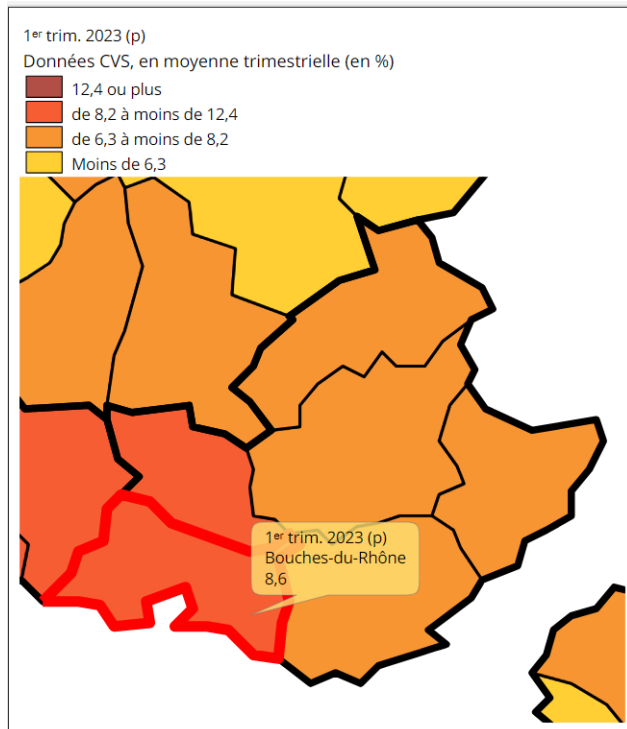 1er trim. 2023 (p)
Données CVS, en moyenne trimestrielle (en %)
12,4 ou plus
de 8,2 à moins de 12,4
de 6,3 à moins de 8,2
Moins de 6,3
1er trim. 2023 (p)
Bouches-du-Rhône
8,6